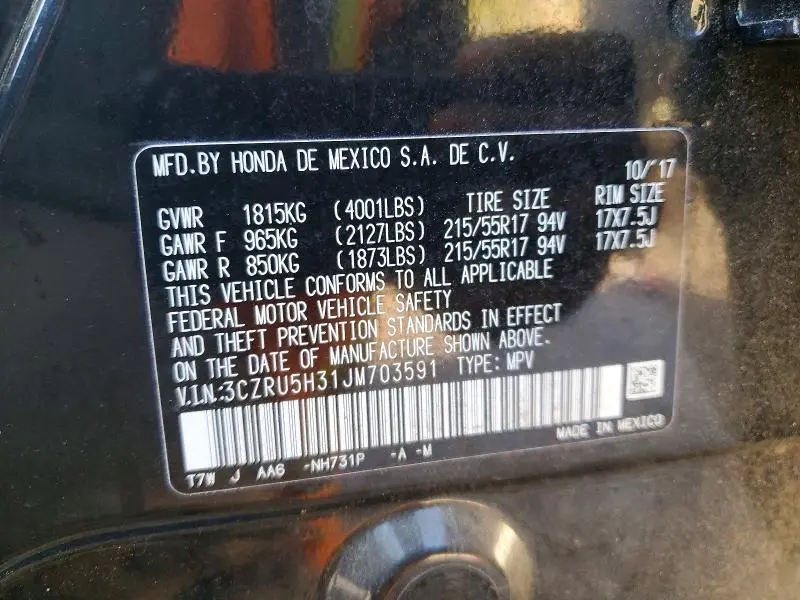 MFD.BY HONDA DE MEXICO S.A. DE C.V.
10/'17
GVWR 1815KG (4001LBS) TIRE SIZE RIM SIZE
GAWR F 965KG (2127LBS) 215/55R17 94V 17X7.5J
GAWR R 850KG (1873LBS) 215/55R17 94V 17X7.5J
THIS VEHICLE CONFORMS TO ALL APPLICABLE
FEDERAL MOTOR VEHICLE SAFETY
AND THEFT PREVENTION STANDARDS IN EFFECT
ON THE DATE OF MANUFACTURE SHOWN ABOVE.
V.I.N.:3CZRU5H31JM703591 TYPE: MPV
MADE IN MEXICO
T7W J AA6 -NH731P -A -M